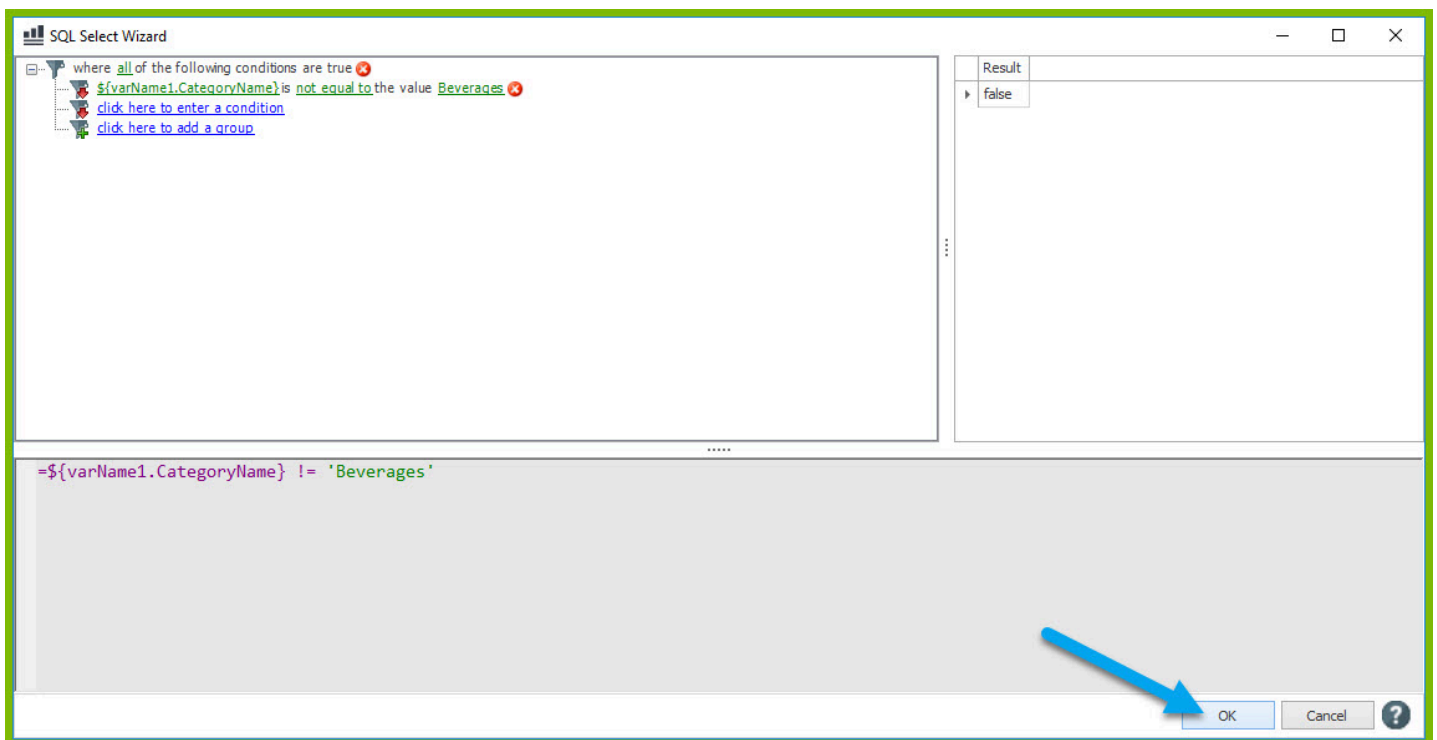 SQL Select Wizard
where all of the following conditions are true
${varName1.CategoryName} is not equal to the value Beverages
click here to enter a condition
click here to add a group
Result
false
=${varName1.CategoryName} != 'Beverages'
OK Cancel ?